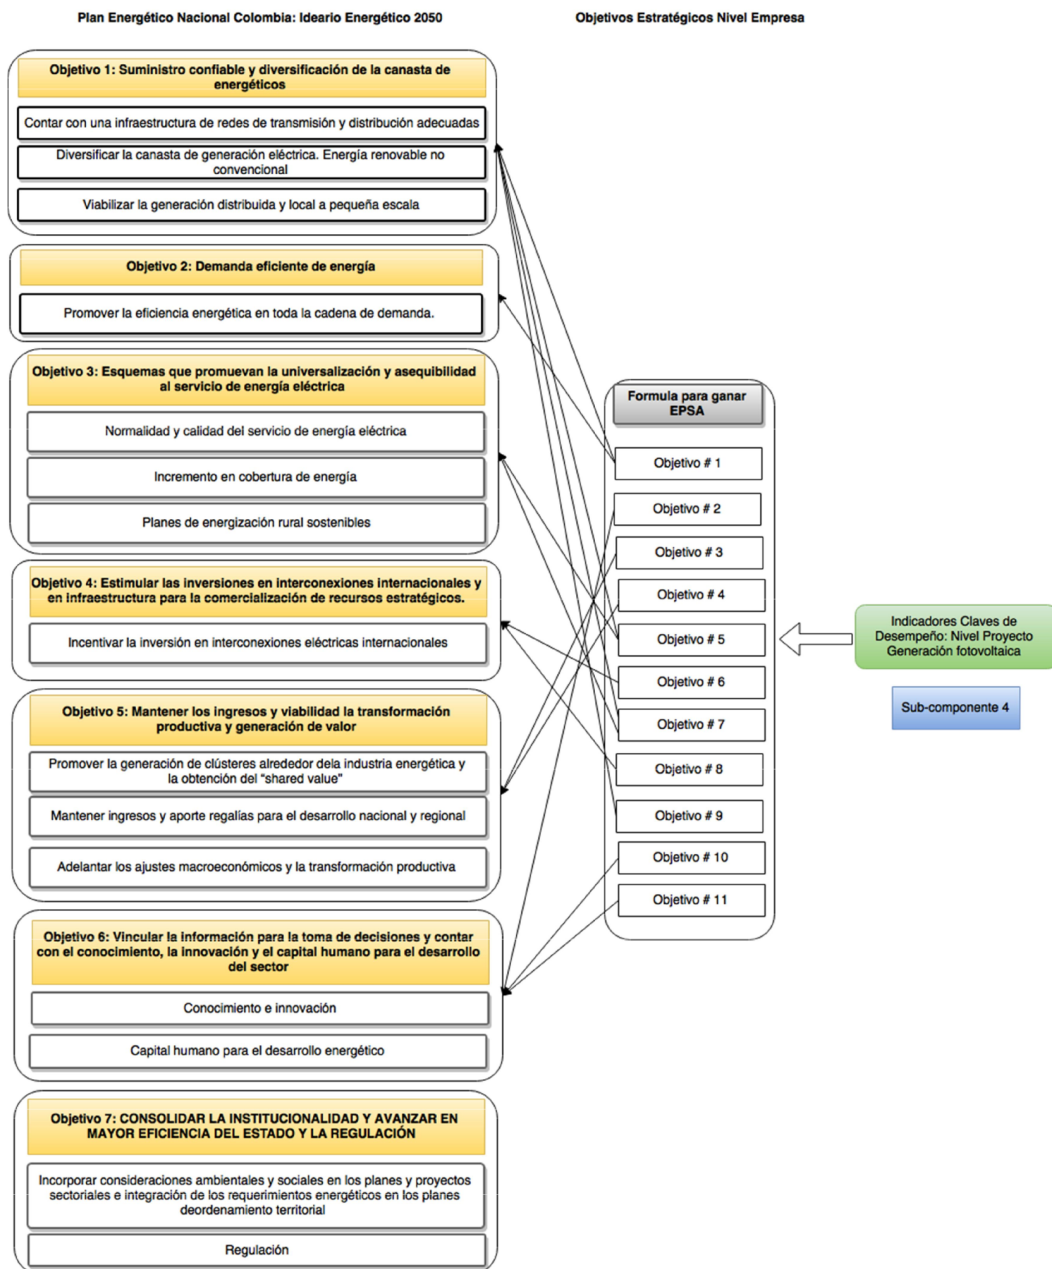 Plan Energético Nacional Colombia: Ideario Energético 2050
Objetivos Estratégicos Nivel Empresa
Objetivo 1: Suministro confiable y diversificación de la canasta de
energéticos
Contar con una infraestructura de redes de transmisión y distribución adecuadas
Diversificar la canasta de generación eléctrica. Energía renovable no
convencional
Viabilizar la generación distribuida y local a pequeña escala
Objetivo 2: Demanda eficiente de energía
Promover la eficiencia energética en toda la cadena de demanda.
Objetivo 3: Esquemas que promuevan la universalización y asequibilidad
al servicio de energía eléctrica
Normalidad y calidad del servicio de energía eléctrica
Incremento en cobertura de energía
Planes de energización rural sostenibles
Objetivo 4: Estimular las inversiones en interconexiones internacionales y
en infraestructura para la comercialización de recursos estratégicos.
Incentivar la inversión en interconexiones eléctricas internacionales
Objetivo 5: Mantener los ingresos y viabilidad la transformación
productiva y generación de valor
Promover la generación de clústeres alrededor dela industria energética y
la obtención del “shared value”
Mantener ingresos y aporte regalías para el desarrollo nacional y regional
Adelantar los ajustes macroeconómicos y la transformación productiva
Objetivo 6: Vincular la información para la toma de decisiones y contar
con el conocimiento, la innovación y el capital humano para el desarrollo
del sector
Conocimiento e innovación
Capital humano para el desarrollo energético
Objetivo 7: CONSOLIDAR LA INSTITUCIONALIDAD Y AVANZAR EN
MAYOR EFICIENCIA DEL ESTADO Y LA REGULACIÓN
Incorporar consideraciones ambientales y sociales en los planes y proyectos
sectoriales e integración de los requerimientos energéticos en los planes
deordenamiento territorial
Regulación
Formula para ganar
EPSA
Objetivo # 1
Objetivo # 2
Objetivo # 3
Objetivo # 4
Objetivo # 5
Objetivo # 6
Objetivo # 7
Objetivo # 8
Objetivo # 9
Objetivo # 10
Objetivo # 11
Indicadores Claves de
Desempeño: Nivel Proyecto
Generación fotovoltaica
Sub-componente 4